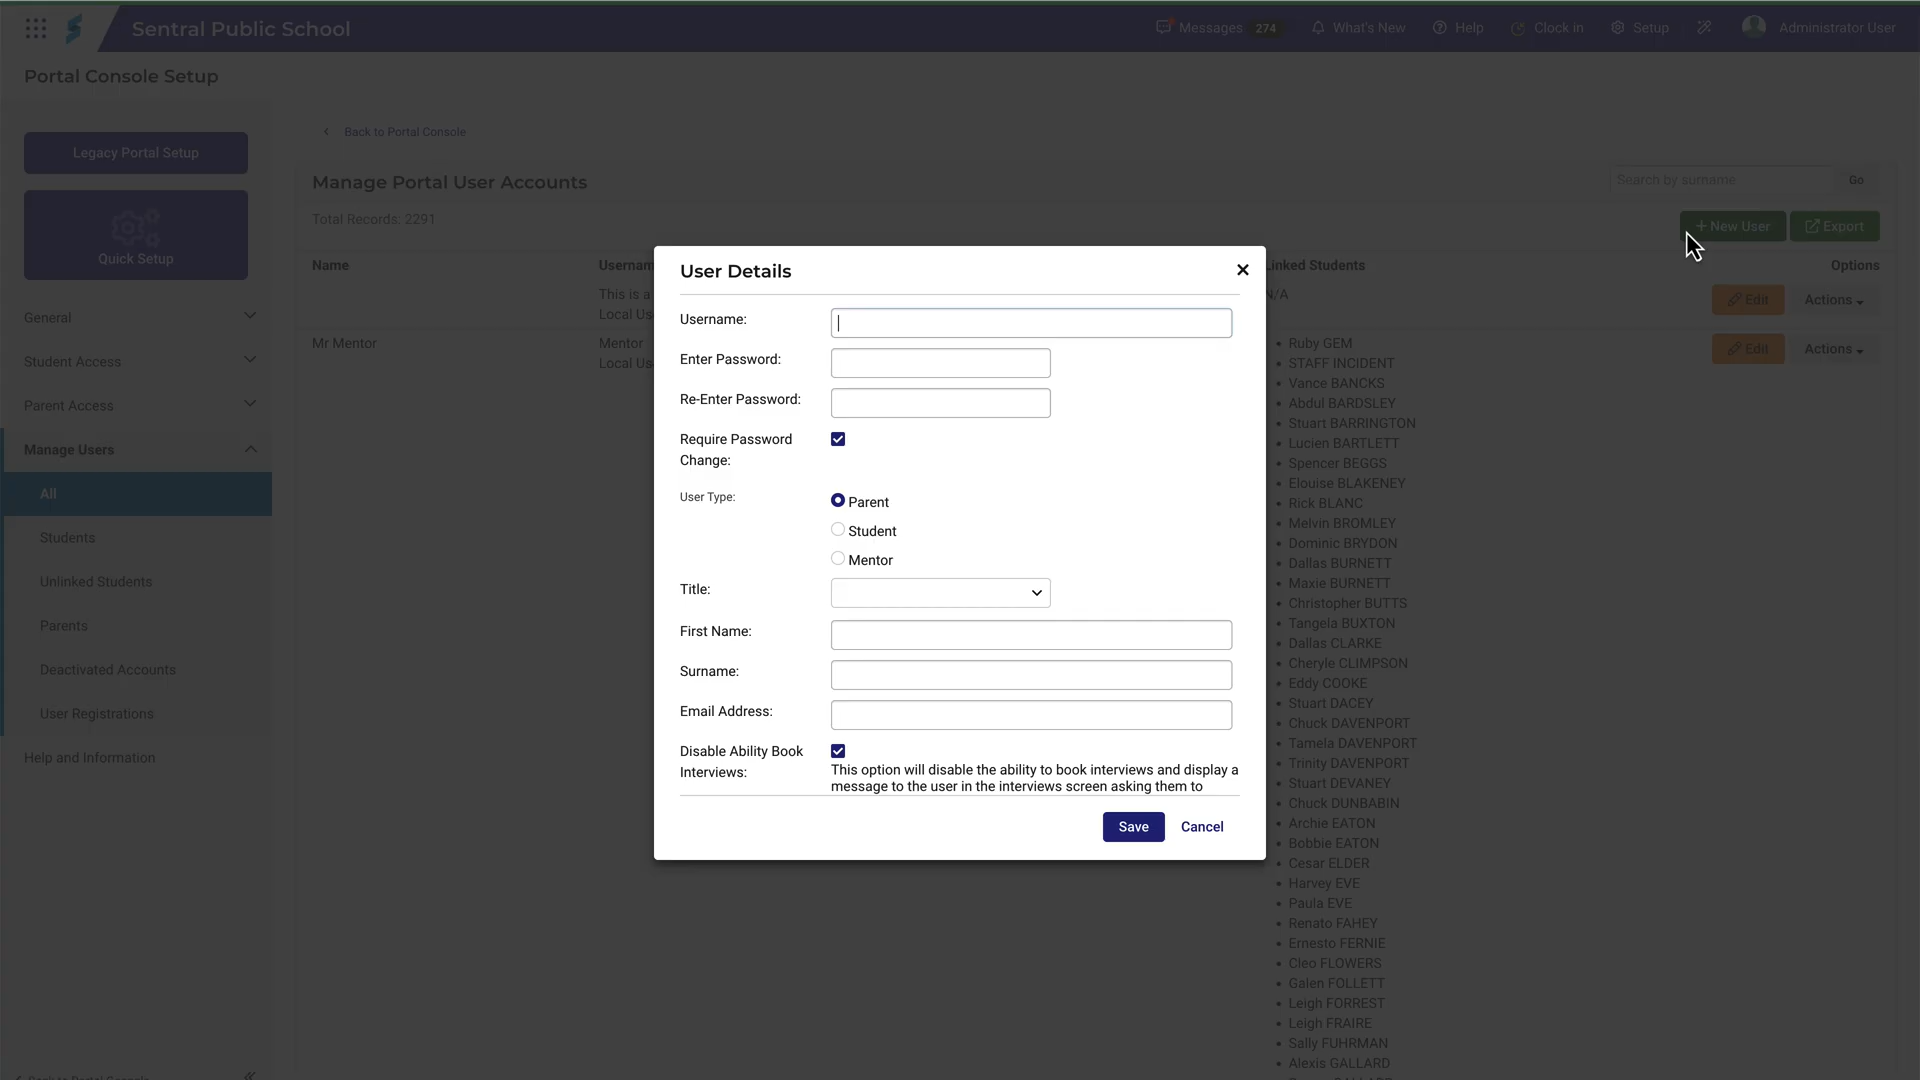 Sentral Public School
Messages 274
What's New
Help
Clock in
Setup
Administrator User
Portal Console Setup
Legacy Portal Setup
Quick Setup
General
Student Access
Parent Access
Manage Users
All
Students
Unlinked Students
Parents
Deactivated Accounts
User Registrations
Help and Information
Back to Portal Console
Manage Portal User Accounts
Search by surname
Go
Total Records: 2291
+ New User
Export
Name
Linked Students
Options
This is a
Local Us
N/A
Edit
Actions
Mr Mentor
Mentor
Local Us
Edit
Actions
• Ruby GEM
• STAFF INCIDENT
• Vance BANCKS
• Abdul BARDSLEY
• Stuart BARRINGTON
• Lucien BARTLETT
• Spencer BEGGS
• Elouise BLAKENEY
• Rick BLANC
• Melvin BROMLEY
• Dominic BRYDON
• Dallas BURNETT
• Maxie BURNETT
• Christopher BUTTS
• Tangela BUXTON
• Dallas CLARKE
• Cheryle CLIMPSON
• Eddy COOKE
• Stuart DACEY
• Chuck DAVENPORT
• Tamela DAVENPORT
• Trinity DAVENPORT
• Stuart DEVANEY
• Chuck DUNBABIN
• Archie EATON
• Bobbie EATON
• Cesar ELDER
• Harvey EVE
• Paula EVE
• Renato FAHEY
• Ernesto FERNIE
• Cleo FLOWERS
• Galen FOLLETT
• Leigh FORREST
• Leigh FRAIRE
• Sally FUHRMAN
• Alexis GALLARD
User Details
Username:
Enter Password:
Re-Enter Password:
Require Password
Change:
User Type:
Parent
Student
Mentor
Title:
First Name:
Surname:
Email Address:
Disable Ability Book
Interviews:
This option will disable the ability to book interviews and display a
message to the user in the interviews screen asking them to
Save
Cancel